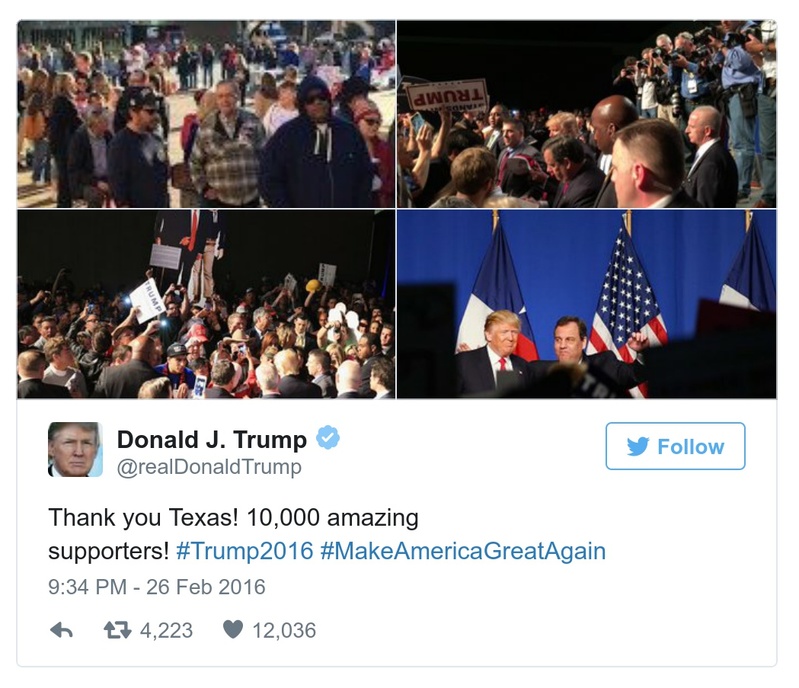 TRUMP
TRUMP
Donald J. Trump
@realDonaldTrump
Follow
Thank you Texas! 10,000 amazing
supporters! #Trump2016 #MakeAmericaGreatAgain
9:34 PM - 26 Feb 2016
4,223 12,036